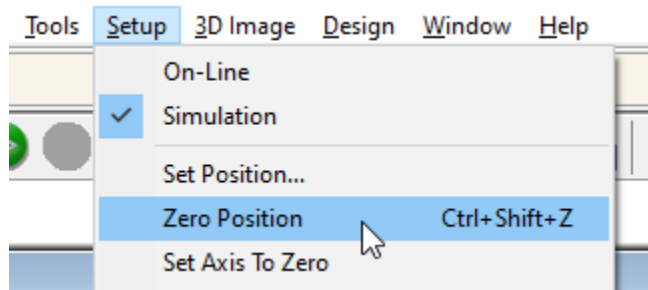 Tools Setup 3D Image Design Window Help
On-Line
Simulation
Set Position...
Zero Position Ctrl+Shift+Z
Set Axis To Zero